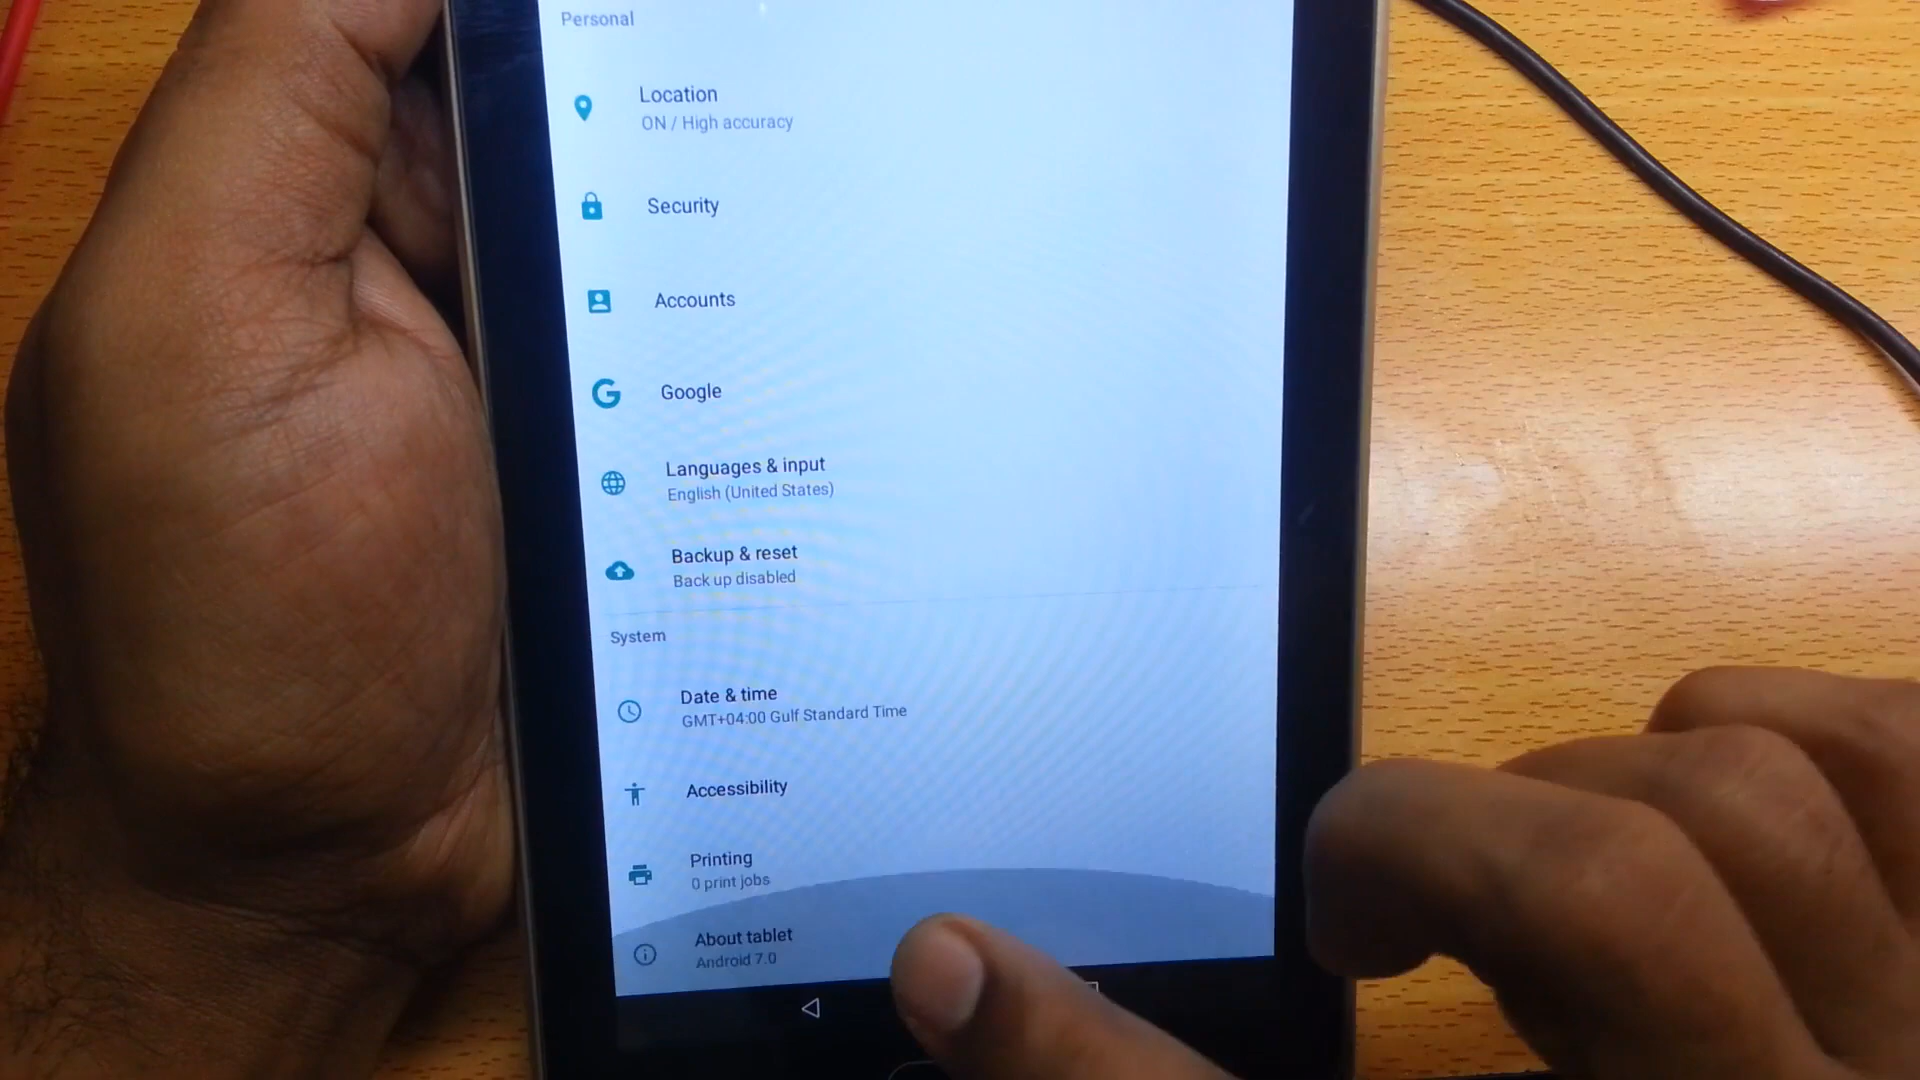 Personal
Location
ON / High accuracy
Security
Accounts
Google
Languages & input
English (United States)
Backup & reset
Back up disabled
System
Date & time
GMT+04:00 Gulf Standard Time
Accessibility
Printing
0 print jobs
About tablet
Android 7.0